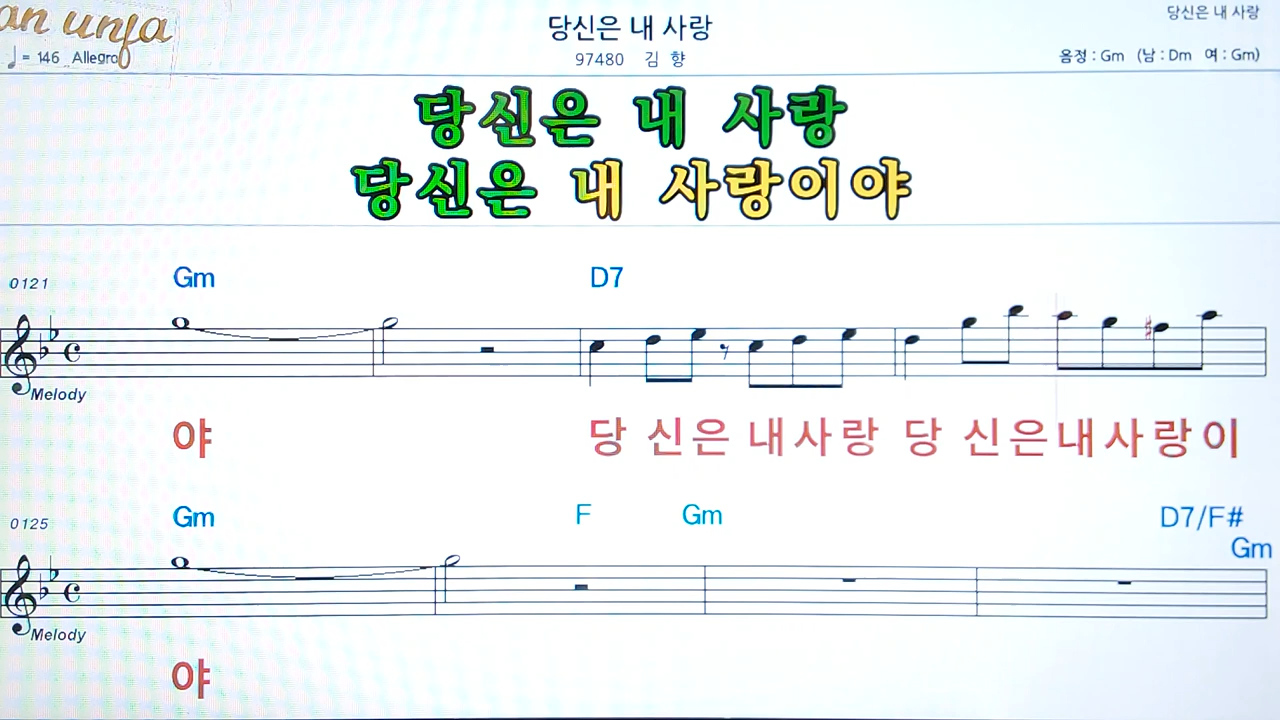 an unfa
당신은 내 사랑
당신은 내 사랑
♩ = 146 Allegro
97480 김 향
음정 : Gm (남 : Dm 여 : Gm)
당신은 내 사랑
당신은 내 사랑이야
Gm D7
0121
Melody
야 당 신은 내사랑 당 신은내사랑이
0125
Gm F Gm D7/F#
Gm
Melody
야